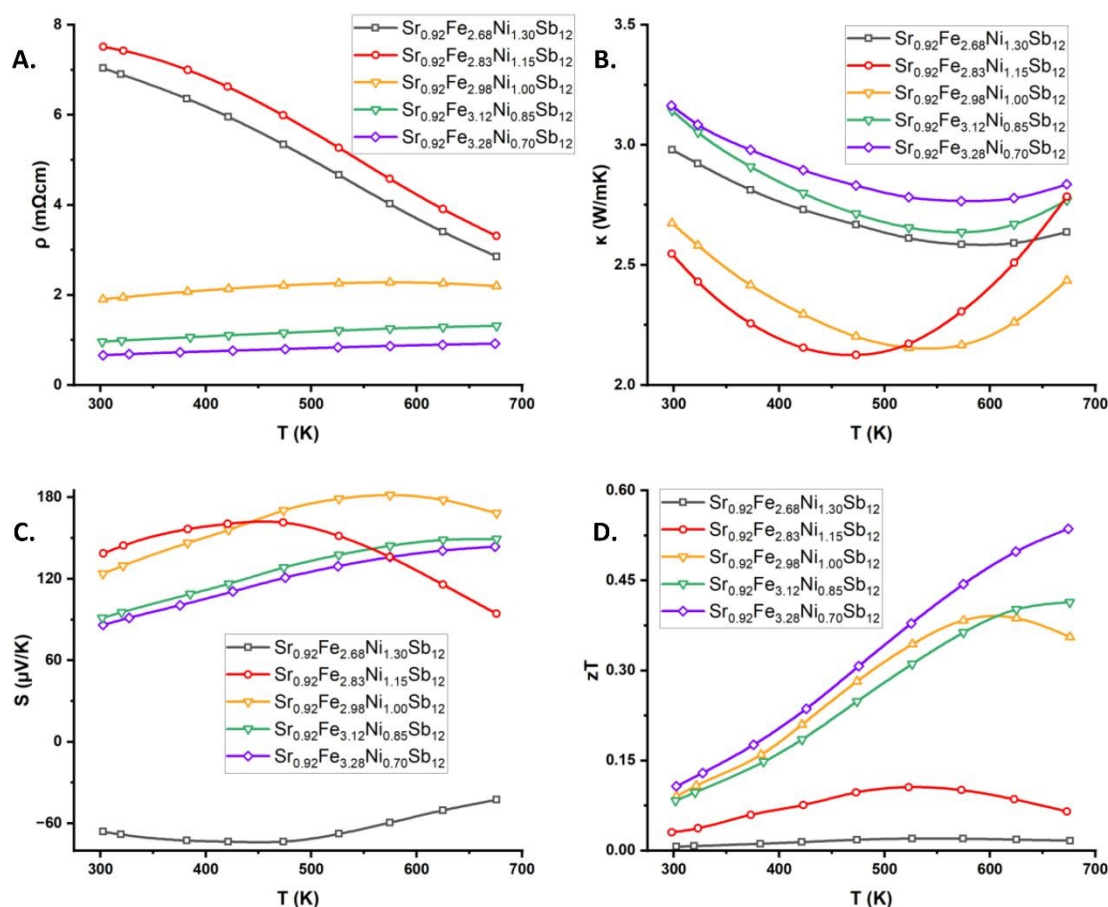 A.
ρ (mΩcm)
8
6
4
2
0
Sr0.92Fe2.68Ni1.30Sb12
Sr0.92Fe2.83Ni1.15Sb12
Sr0.92Fe2.98Ni1.00Sb12
Sr0.92Fe3.12Ni0.85Sb12
Sr0.92Fe3.28Ni0.70Sb12
300 400 500 600 700
T (K)
B.
κ (W/mK)
3.5
3.0
2.5
2.0
Sr0.92Fe2.68Ni1.30Sb12
Sr0.92Fe2.83Ni1.15Sb12
Sr0.92Fe2.98Ni1.00Sb12
Sr0.92Fe3.12Ni0.85Sb12
Sr0.92Fe3.28Ni0.70Sb12
300 400 500 600 700
T (K)
C.
S (μV/K)
180
120
60
0
−60
Sr0.92Fe2.68Ni1.30Sb12
Sr0.92Fe2.83Ni1.15Sb12
Sr0.92Fe2.98Ni1.00Sb12
Sr0.92Fe3.12Ni0.85Sb12
Sr0.92Fe3.28Ni0.70Sb12
300 400 500 600 700
T (K)
D.
zT
0.60
0.45
0.30
0.15
0.00
Sr0.92Fe2.68Ni1.30Sb12
Sr0.92Fe2.83Ni1.15Sb12
Sr0.92Fe2.98Ni1.00Sb12
Sr0.92Fe3.12Ni0.85Sb12
Sr0.92Fe3.28Ni0.70Sb12
300 400 500 600 700
T (K)